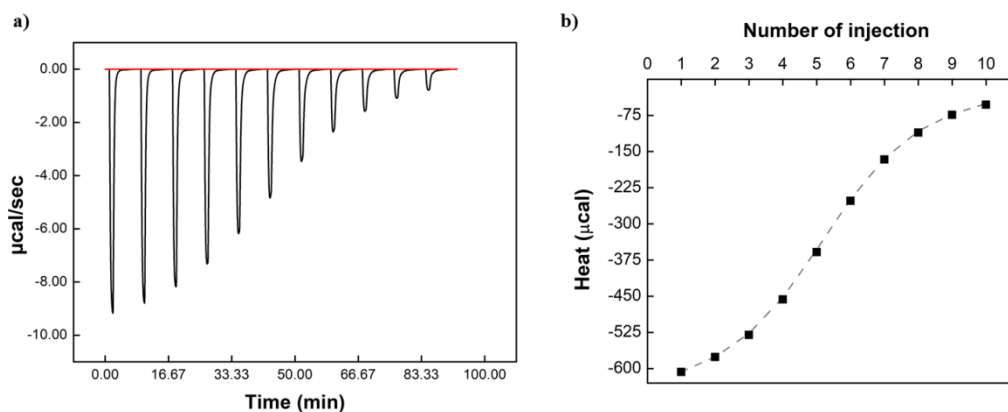 a)
0.00
-2.00
-4.00
-6.00
-8.00
-10.00
µcal/sec
0.00 16.67 33.33 50.00 66.67 83.33 100.00
Time (min)
b)
Number of injection
0 1 2 3 4 5 6 7 8 9 10
-75
-150
-225
-300
-375
-450
-525
-600
Heat (µcal)